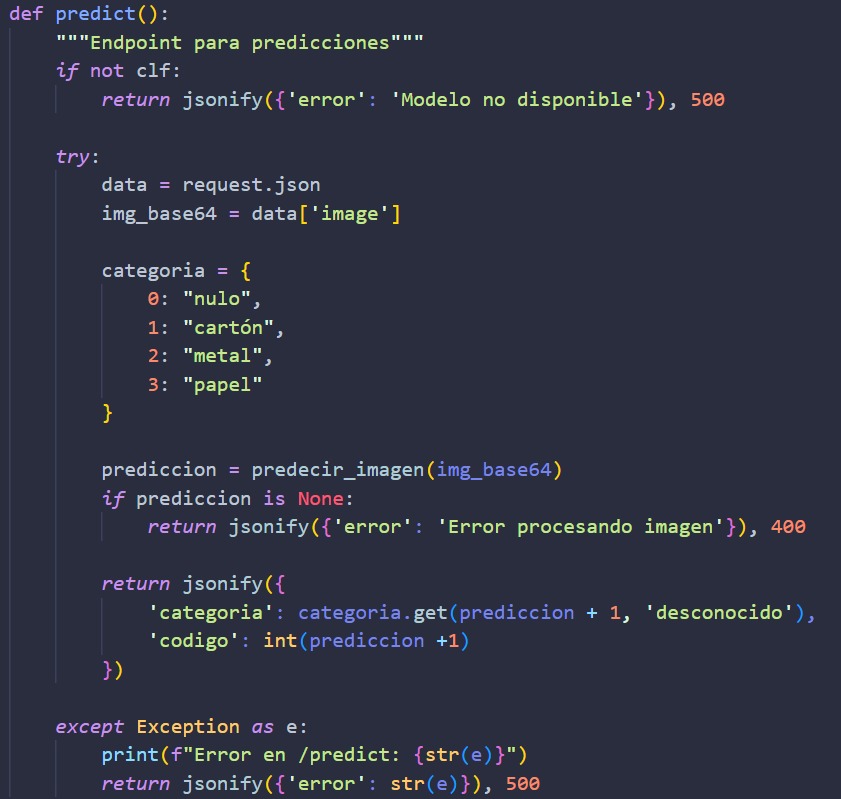 def predict():
    """Endpoint para predicciones"""
    if not clf:
        return jsonify({'error': 'Modelo no disponible'}), 500

    try:
        data = request.json
        img_base64 = data['image']

        categoria = {
            0: "nulo",
            1: "cartón",
            2: "metal",
            3: "papel"
        }

        prediccion = predecir_imagen(img_base64)
        if prediccion is None:
            return jsonify({'error': 'Error procesando imagen'}), 400

        return jsonify({
            'categoria': categoria.get(prediccion + 1, 'desconocido'),
            'codigo': int(prediccion +1)
        })

    except Exception as e:
        print(f"Error en /predict: {str(e)}")
        return jsonify({'error': str(e)}), 500